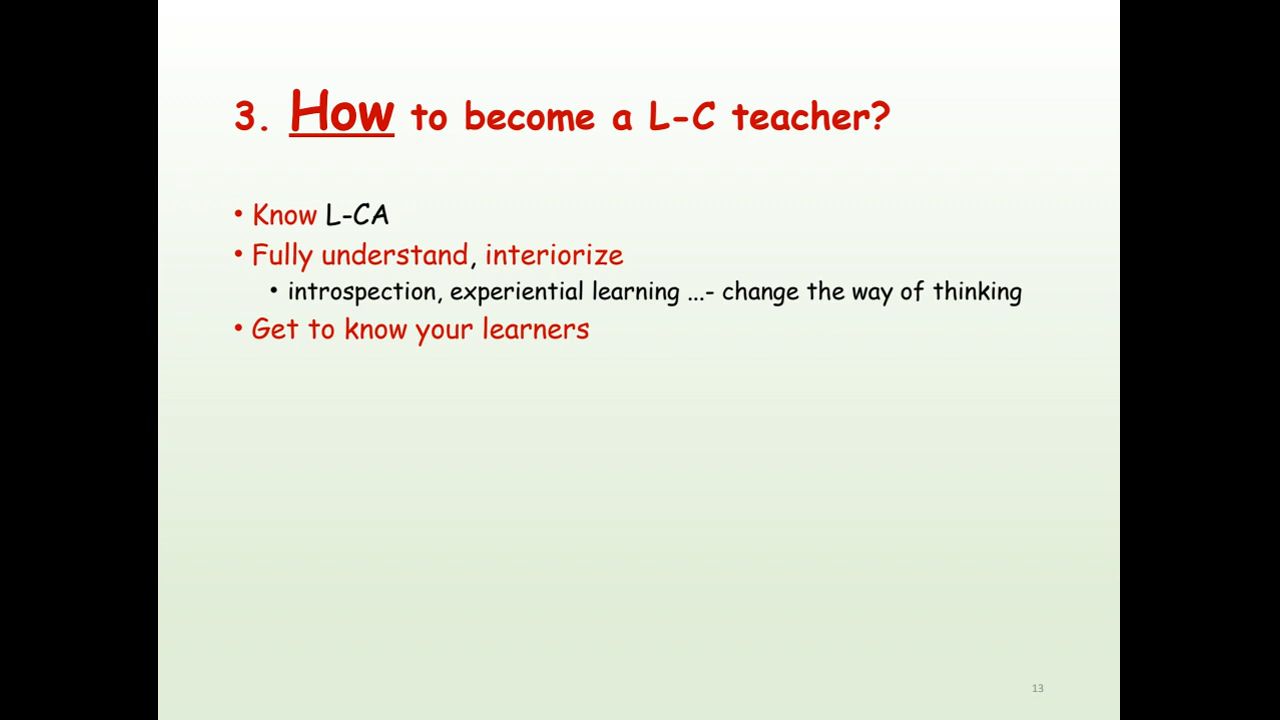 3. How to become a L-C teacher?
• Know L-CA
• Fully understand, interiorize
• introspection, experiential learning ...- change the way of thinking
• Get to know your learners
13